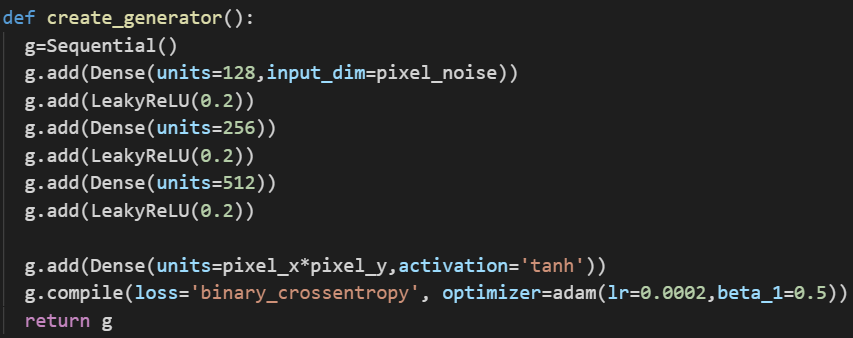 def create_generator():
  g=Sequential()
  g.add(Dense(units=128,input_dim=pixel_noise))
  g.add(LeakyReLU(0.2))
  g.add(Dense(units=256))
  g.add(LeakyReLU(0.2))
  g.add(Dense(units=512))
  g.add(LeakyReLU(0.2))

  g.add(Dense(units=pixel_x*pixel_y,activation='tanh'))
  g.compile(loss='binary_crossentropy', optimizer=adam(lr=0.0002,beta_1=0.5))
  return g